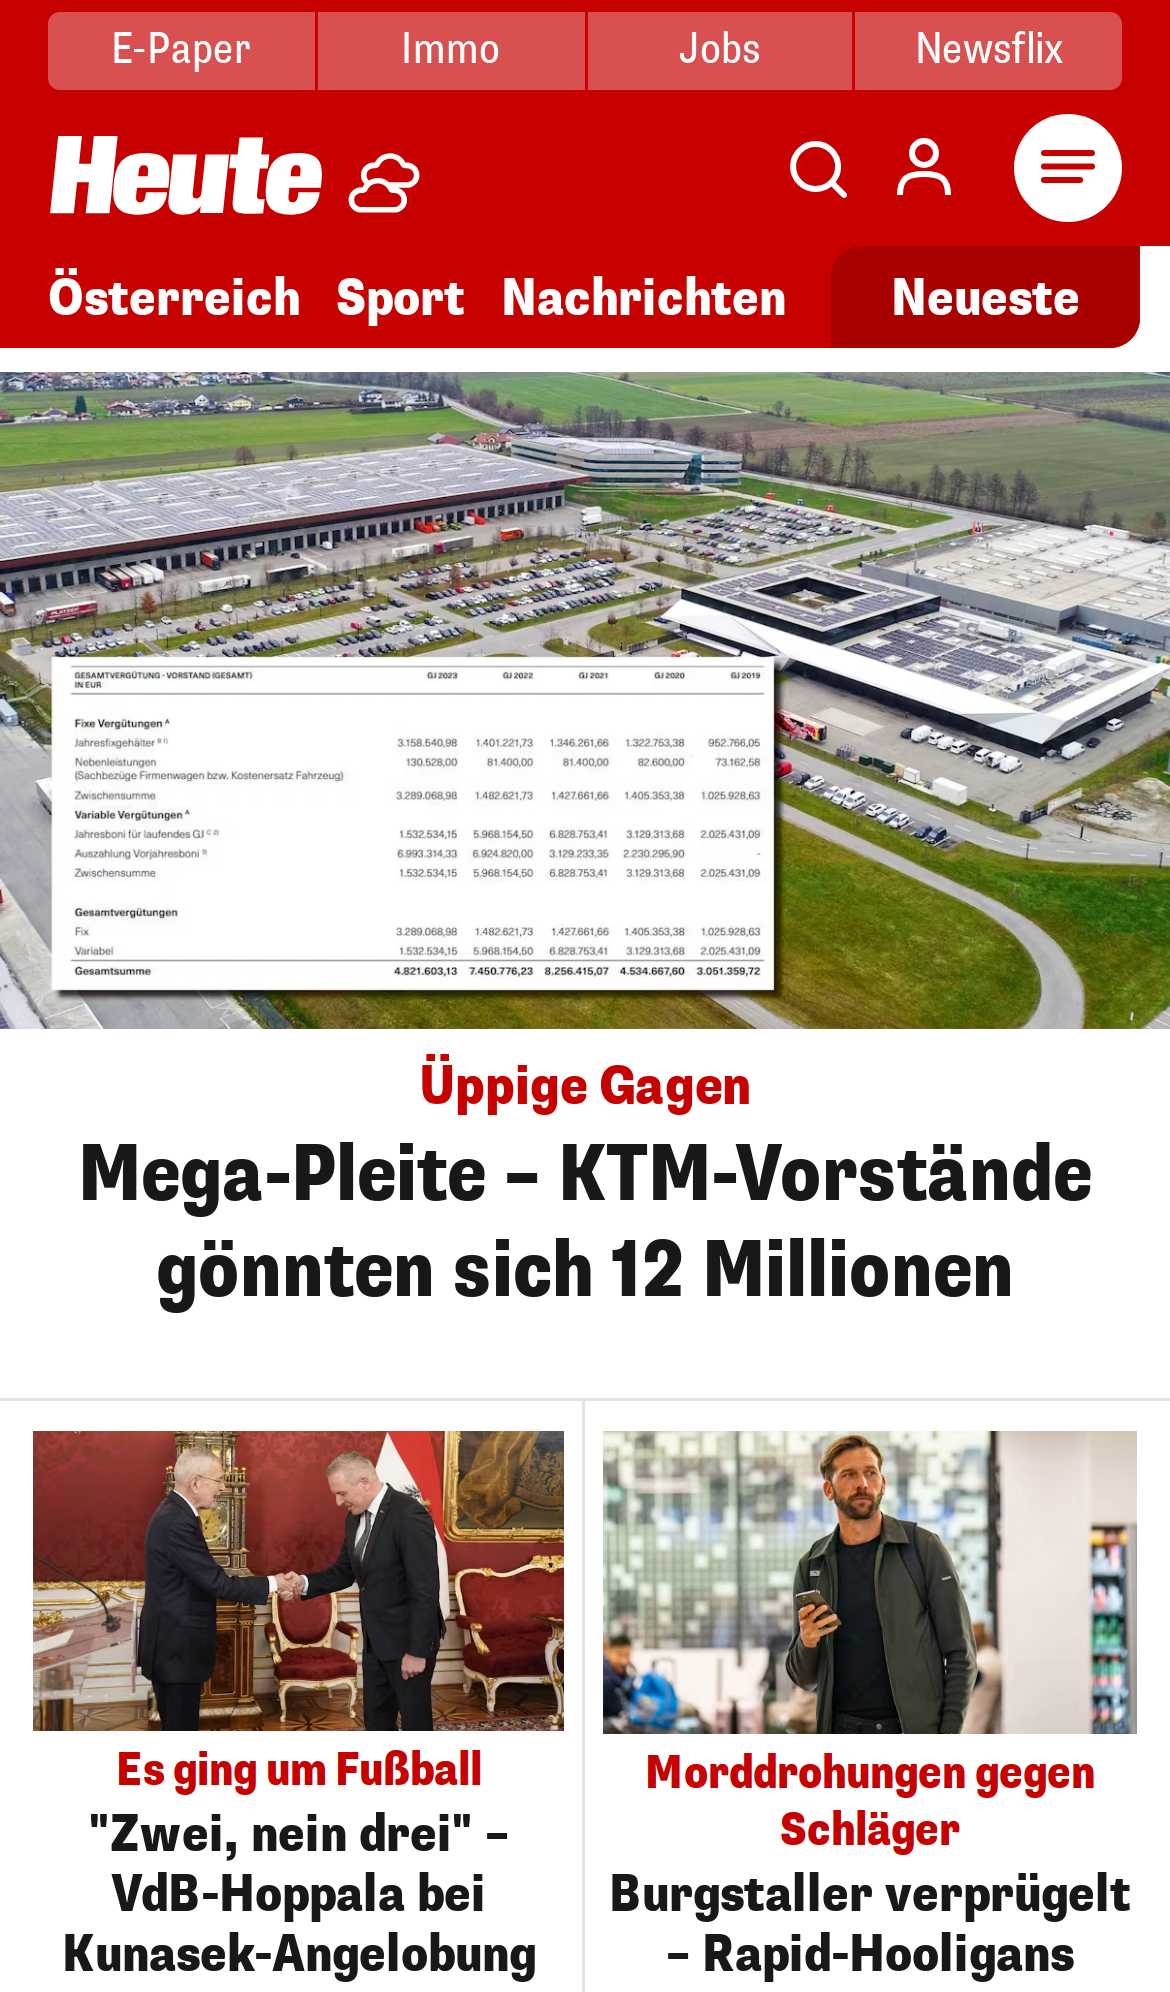 E-Paper Immo Jobs Newsflix
Heute
Österreich Sport Nachrichten Neueste
GESAMTVERGÜTUNG - VORSTAND (GESAMT) GJ 2023 GJ 2022 GJ 2021 GJ 2020 GJ 2019
IN EUR
Fixe Vergütungen A
Jahresfixgehälter 3.158.540,98 1.401.221,73 1.346.261,66 1.322.753,38 952.766,05
Nebenleistungen 130.528,00 81.400,00 81.400,00 82.600,00 73.162,58
(Sachbezüge Firmenwagen bzw. Kostenersatz Fahrzeug)
Zwischensumme 3.289.068,98 1.482.621,73 1.427.661,66 1.405.353,38 1.025.928,63
Variable Vergütungen A
Jahresboni für laufendes GJ 1.532.534,15 5.968.154,50 6.828.753,41 3.129.313,68 2.025.431,09
Auszahlung Vorjahresboni 6.993.314,33 6.924.820,00 3.129.233,35 2.230.295,90 -
Zwischensumme 1.532.534,15 5.968.154,50 6.828.753,41 3.129.313,68 2.025.431,09
Gesamtvergütungen
Fix 3.289.068,98 1.482.621,73 1.427.661,66 1.405.353,38 1.025.928,63
Variabel 1.532.534,15 5.968.154,50 6.828.753,41 3.129.313,68 2.025.431,09
Gesamtsumme 4.821.603,13 7.450.776,23 8.256.415,07 4.534.667,60 3.051.359,72
Üppige Gagen
Mega-Pleite – KTM-Vorstände
gönnten sich 12 Millionen
Es ging um Fußball
"Zwei, nein drei" –
VdB-Hoppala bei
Kunasek-Angelobung
Morddrohungen gegen
Schläger
Burgstaller verprügelt
– Rapid-Hooligans